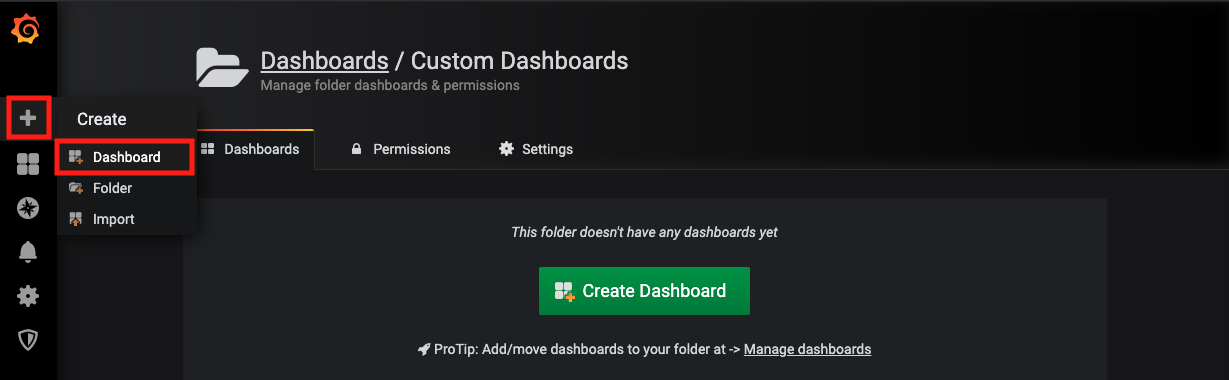 Dashboards / Custom Dashboards
Manage folder dashboards & permissions
Create
Dashboard
Folder
Import
Dashboards
Permissions
Settings
This folder doesn't have any dashboards yet
Create Dashboard
ProTip: Add/move dashboards to your folder at -> Manage dashboards